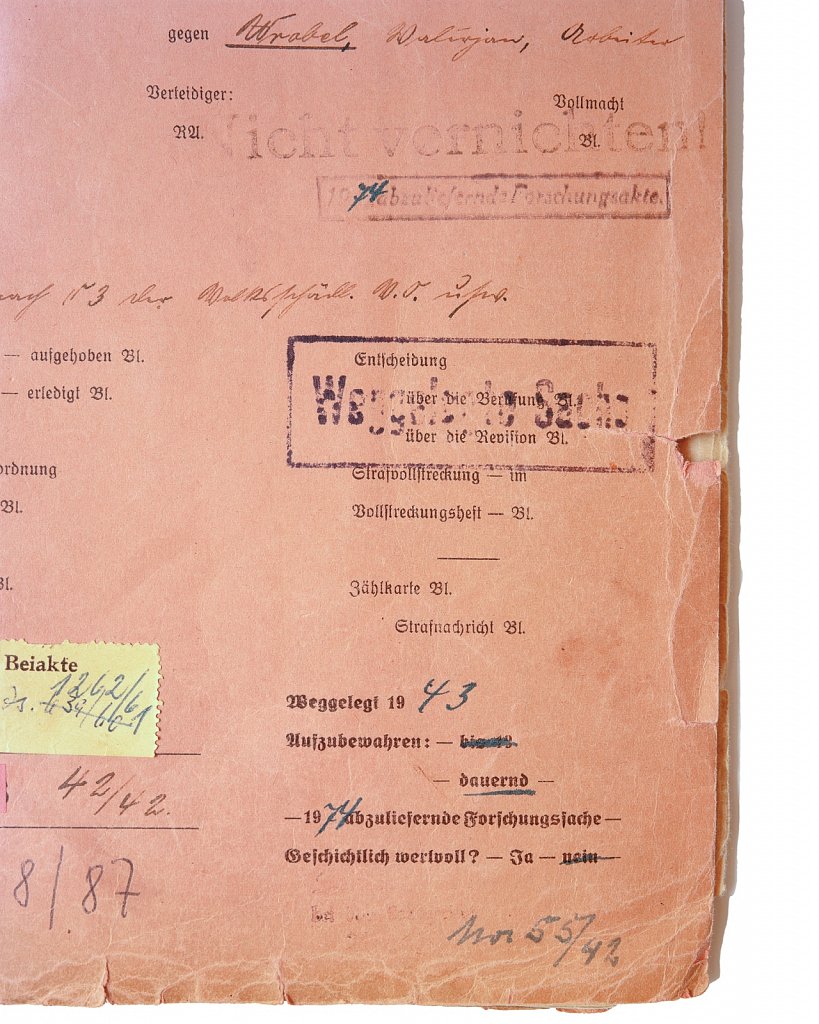 gegen Wrobel, Walerjan, Arbeiter
Verteidiger:
Vollmacht
RA.
Bl.
Nicht vernichten!
1974 abzuliefernde Forschungsakte.
nach § 3 der Volksschädl. V.O. usw.
— aufgehoben Bl.
— erledigt Bl.
Entscheidung
über die Berufung Bl.
über die Revision Bl.
Weggelegte Sache
ordnung
Bl.
Strafvollstreckung — im
Vollstreckungsheft — Bl.
Bl.
Zählkarte Bl.
Strafnachricht Bl.
Beiakte
1262/61
Weggelegt 1943
Aufzubewahren: — bis 19
— dauernd —
42/42.
— 1974 abzuliefernde Forschungssache —
Geschichtlich wertvoll? — Ja — nein —
8/87
55/42